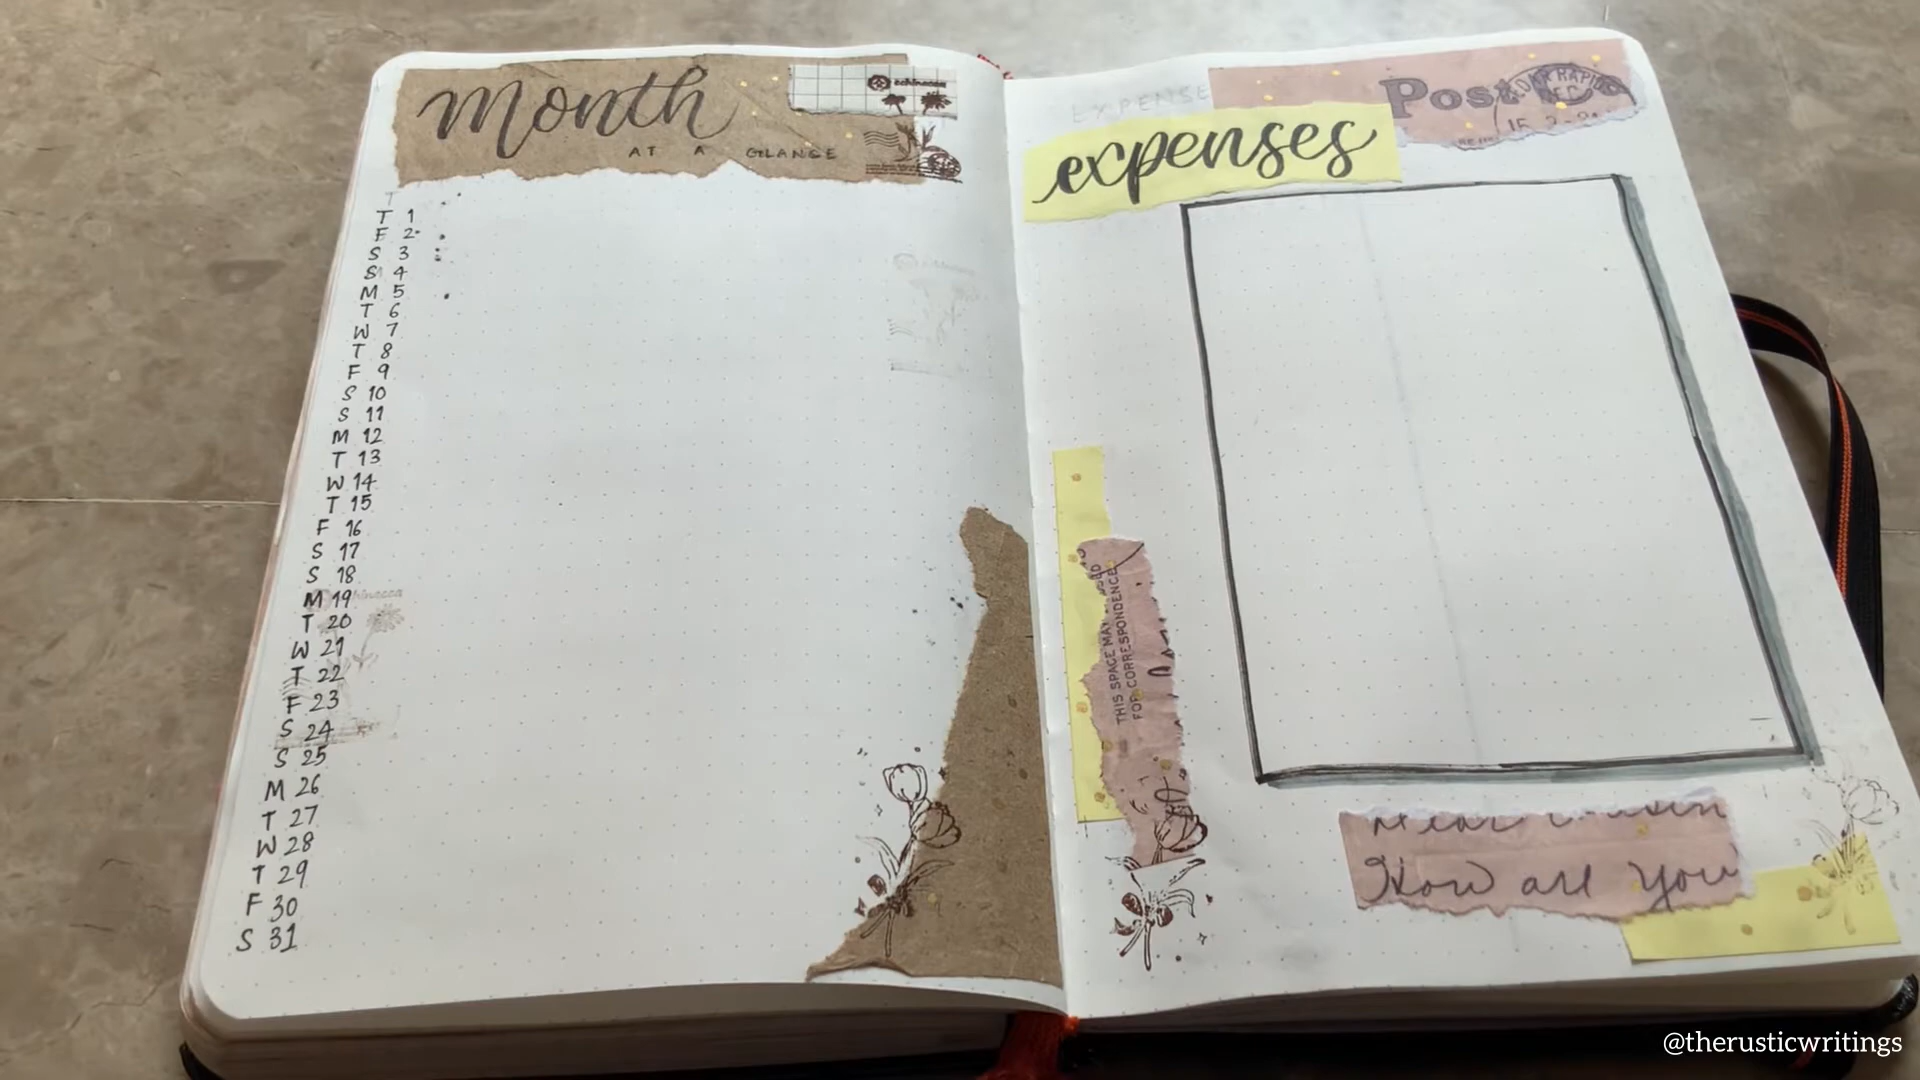 month
AT A GLANCE
echinacea
T 1
F 2
S 3
S 4
M 5
T 6
W 7
T 8
F 9
S 10
S 11
M 12
T 13
W 14
T 15
F 16
S 17
S 18
M 19
T 20
W 21
T 22
F 23
S 24
S 25
M 26
T 27
W 28
T 29
F 30
S 31
EXPENSE
Post
expenses
THIS SPACE MAY
FOR CORRESPONDENCE
How are you
@therusticwritings